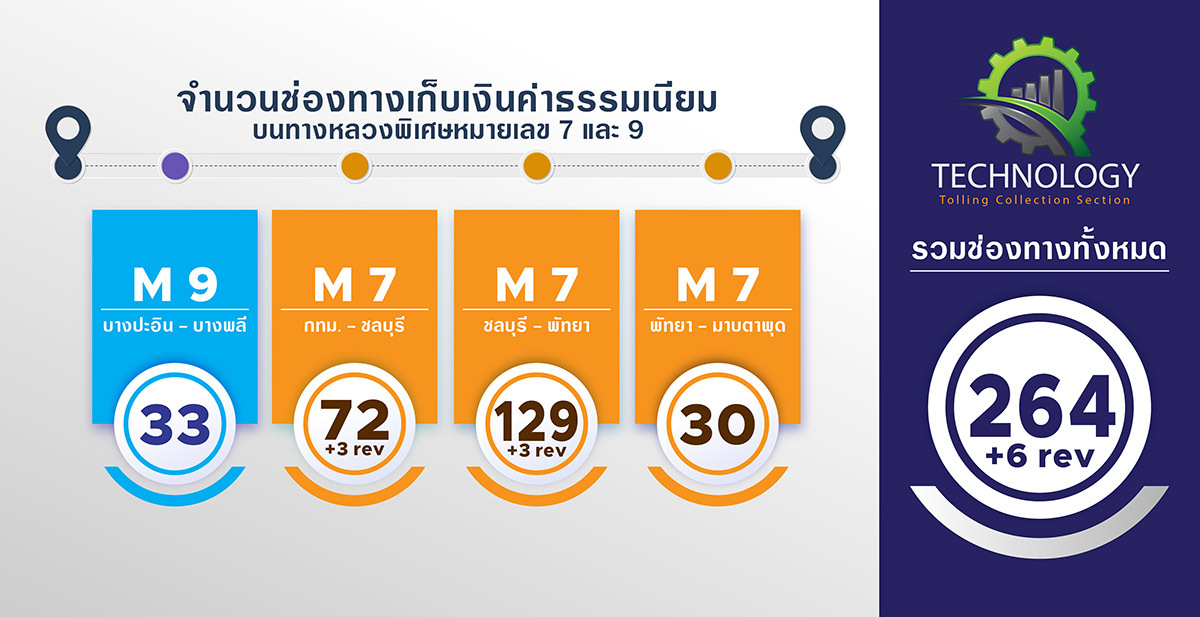 จำนวนช่องทางเก็บเงินค่าธรรมเนียม
บนทางหลวงพิเศษหมายเลข 7 และ 9
M 9
บางปะอิน – บางพลี
33
M 7
กทม. – ชลบุรี
72
+3 rev
M 7
ชลบุรี – พัทยา
129
+3 rev
M 7
พัทยา – มาบตาพุด
30
TECHNOLOGY
Tolling Collection Section
รวมช่องทางทั้งหมด
264
+6 rev